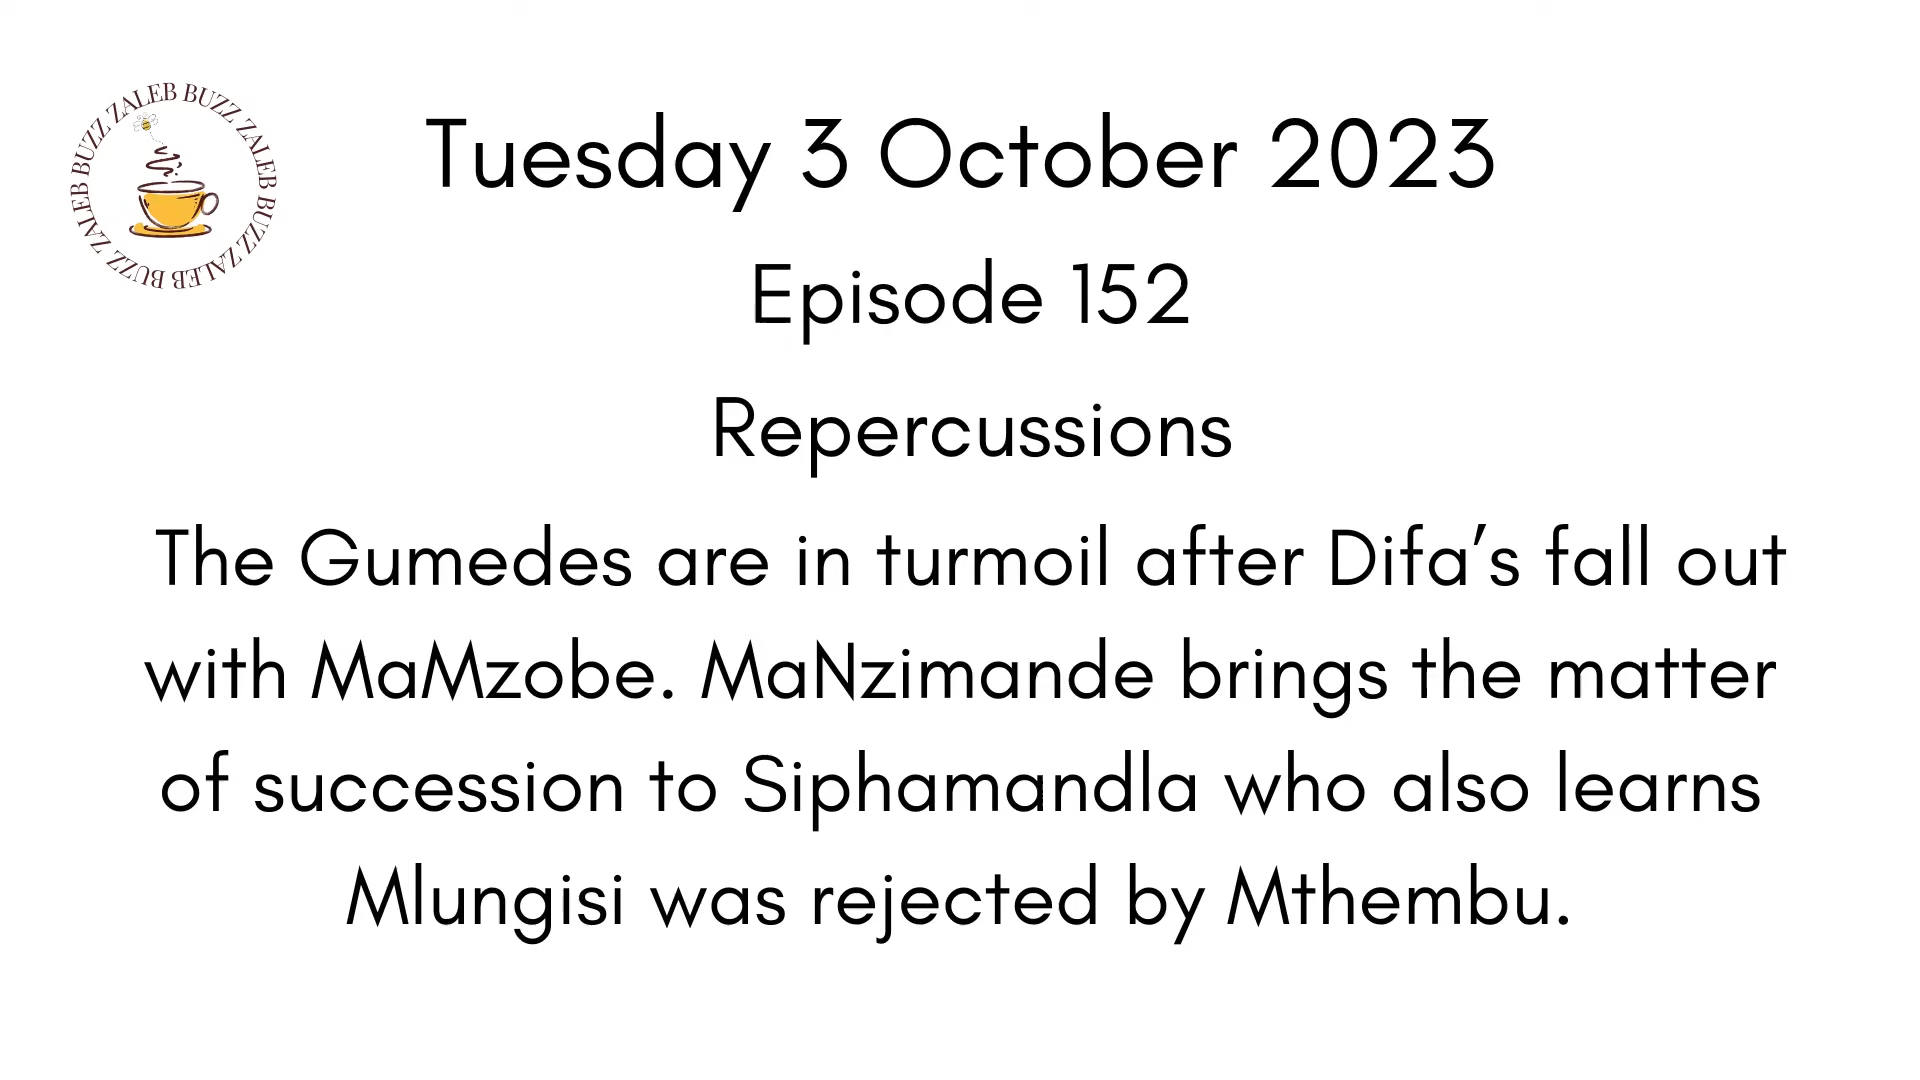 ZALEB BUZZ ZALEB BUZZ ZALEB BUZZ ZALEB BUZZ
Tuesday 3 October 2023
Episode 152
Repercussions
The Gumedes are in turmoil after Difa’s fall out
with MaMzobe. MaNzimande brings the matter
of succession to Siphamandla who also learns
Mlungisi was rejected by Mthembu.